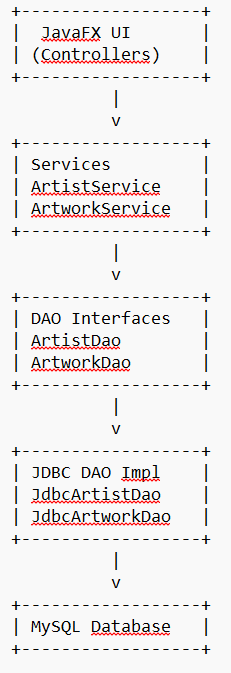 +------------------+
|  JavaFX UI       |
| (Controllers)    |
+------------------+
          |
          v
+------------------+
| Services         |
| ArtistService    |
| ArtworkService   |
+------------------+
          |
          v
+------------------+
| DAO Interfaces   |
| ArtistDao        |
| ArtworkDao       |
+------------------+
          |
          v
+------------------+
| JDBC DAO Impl    |
| JdbcArtistDao    |
| JdbcArtworkDao   |
+------------------+
          |
          v
+------------------+
| MySQL Database   |
+------------------+